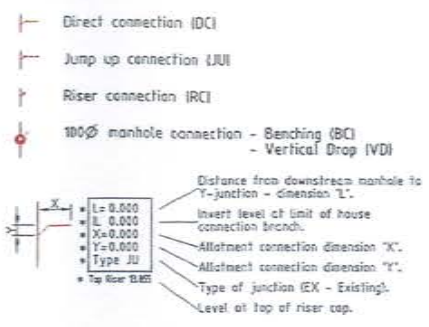 Direct connection (DC)
Jump up connection (JU)
Riser connection (RC)
100Ø manhole connection - Benching (BC)
- Vertical Drop (VD)
Distance from downstream manhole to
Y-junction - dimension "L".
X
L= 0.000
IL 0.000
X=0.000
Y=0.000
Type JU
Y
Invert level at limit of house
connection branch.
Allotment connection dimension "X".
Allotment connection dimension "Y".
Type of junction (EX - Existing).
* Top Riser
Level at top of riser cap.